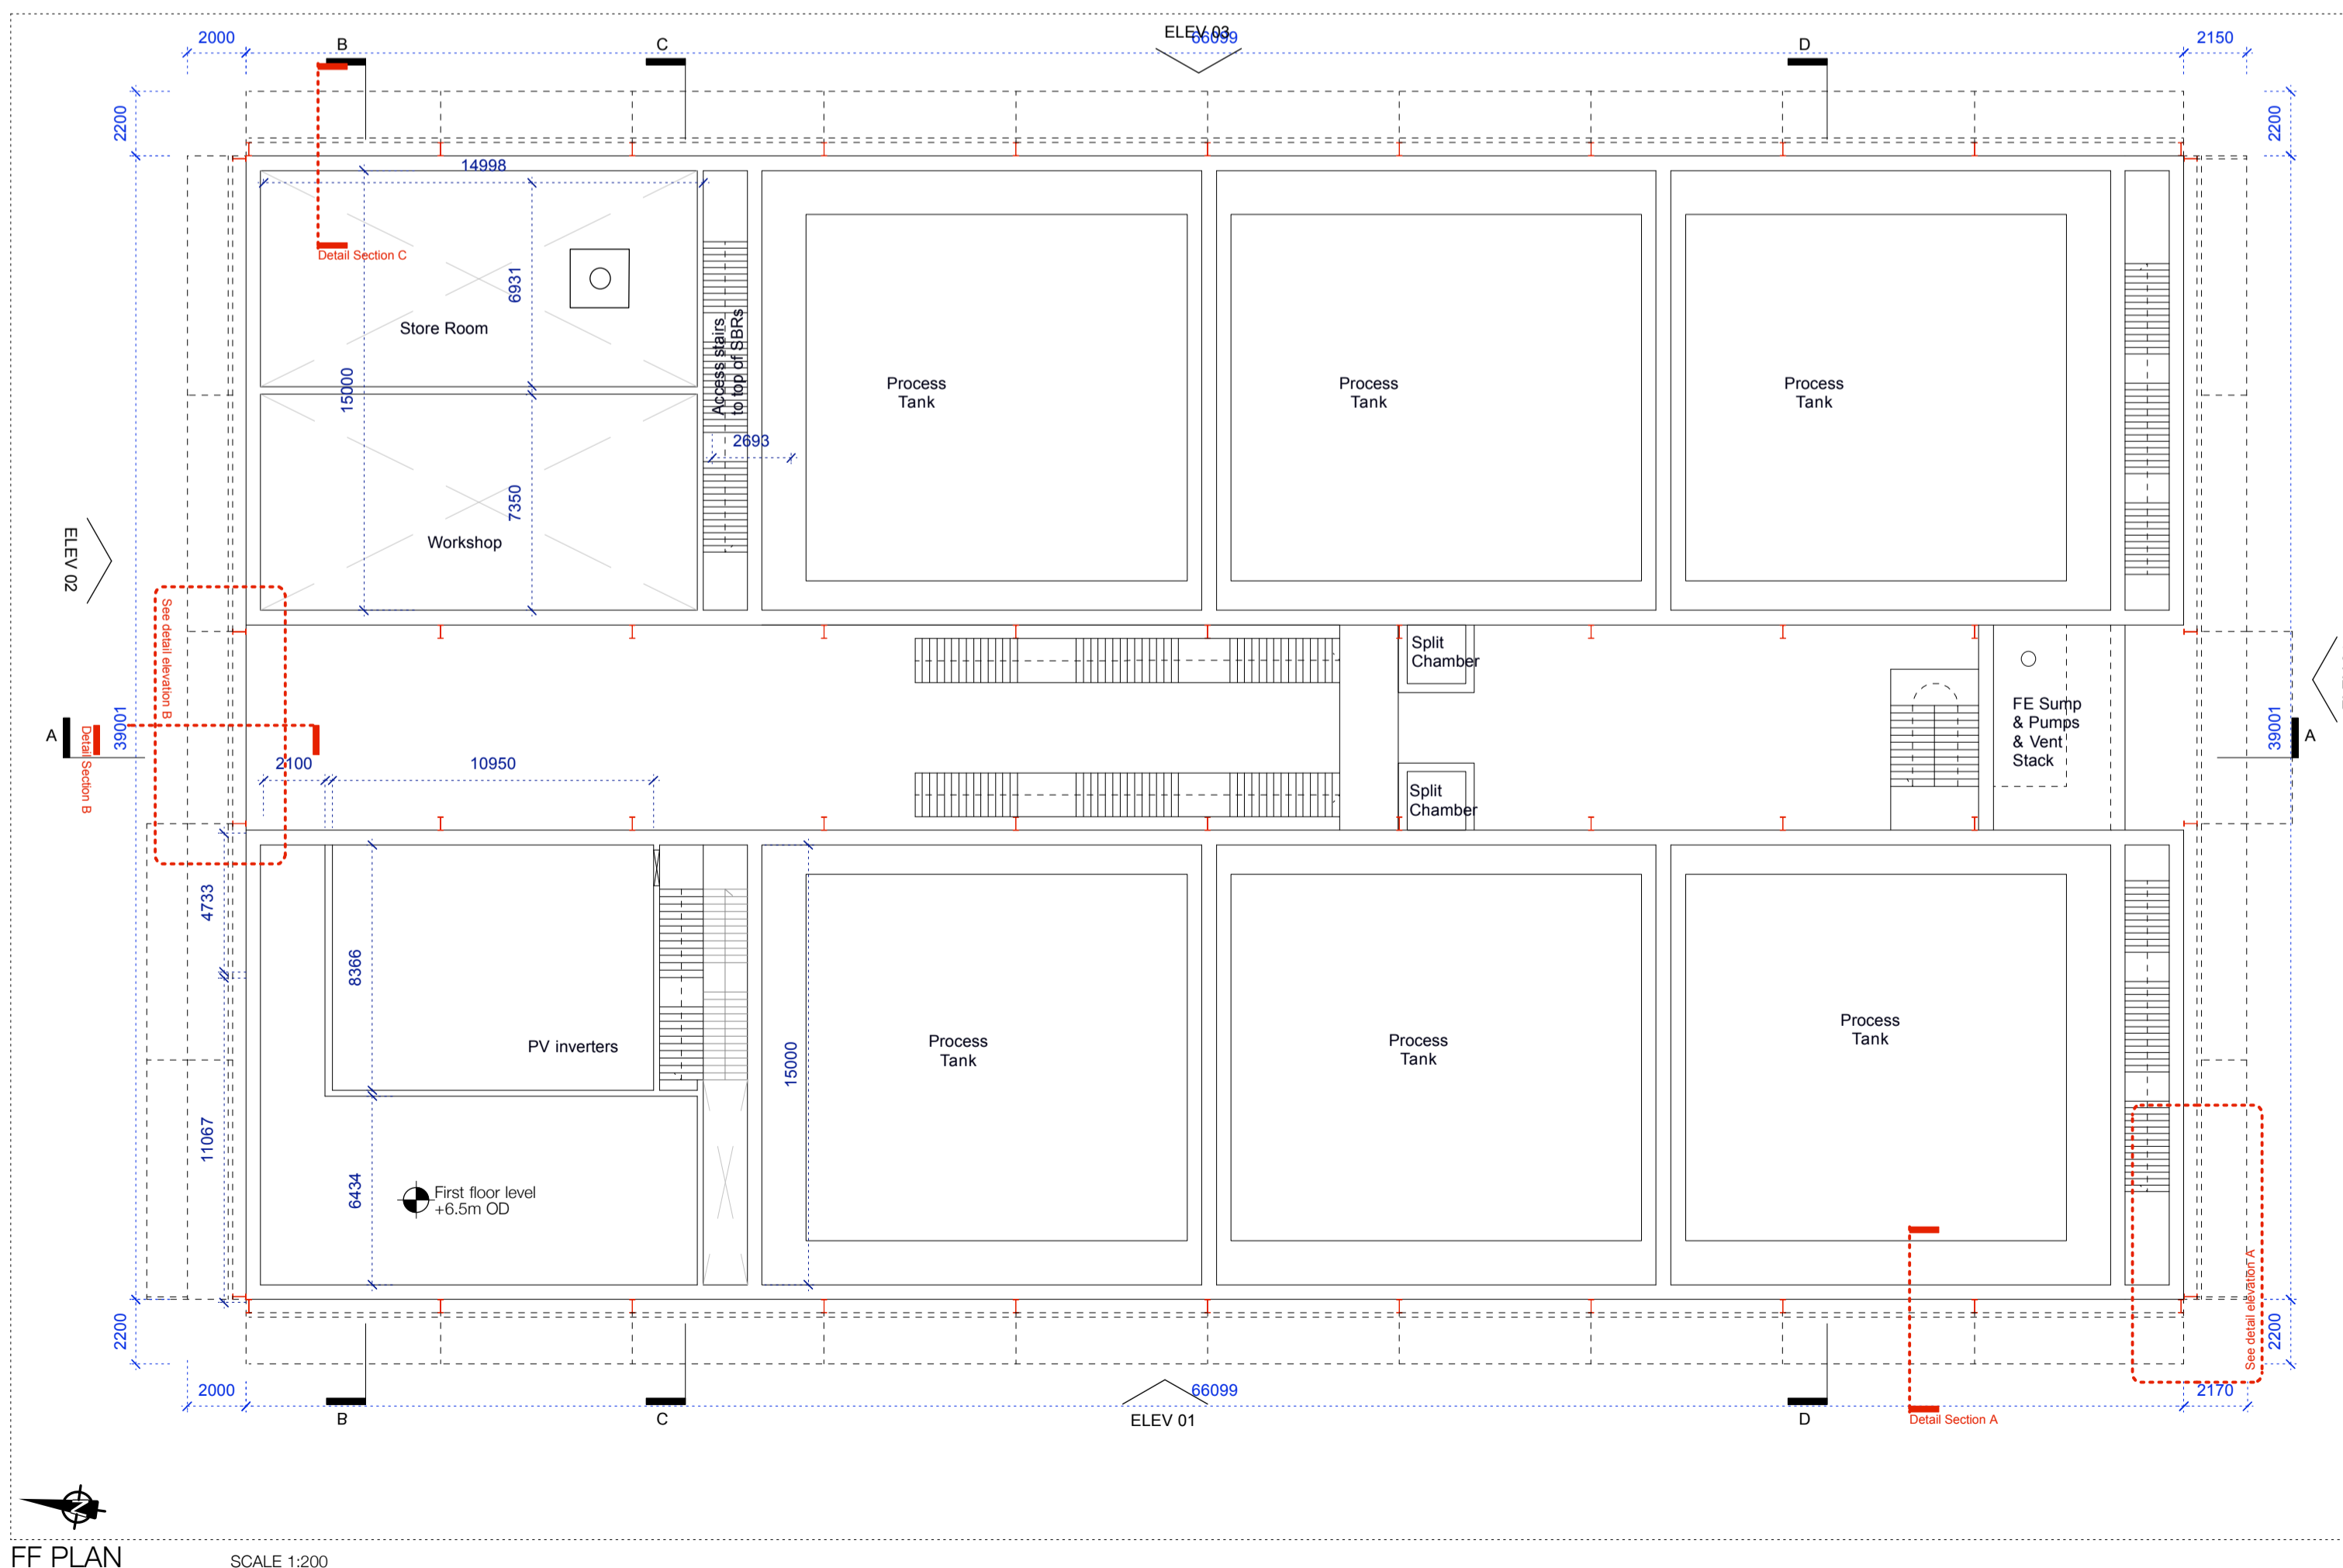 ELEV 03
2000
B
C
66099
D
2150
2200
2200
14998
Detail Section C
6931
Store Room
15000
Access stairs
to top of SBRs
Process
Tank
Process
Tank
Process
Tank
2693
7350
Workshop
ELEV 02
See detail elevation B
Split
Chamber
FE Sump
& Pumps
& Vent
Stack
A
Detail Section B
39001
39001
A
2100
10950
Split
Chamber
4733
8366
PV inverters
15000
Process
Tank
Process
Tank
Process
Tank
11067
6434
First floor level
+6.5m OD
See detail elevation A
2200
2200
2000
66099
2170
B
C
ELEV 01
D
Detail Section A
N
FF PLAN
SCALE 1:200